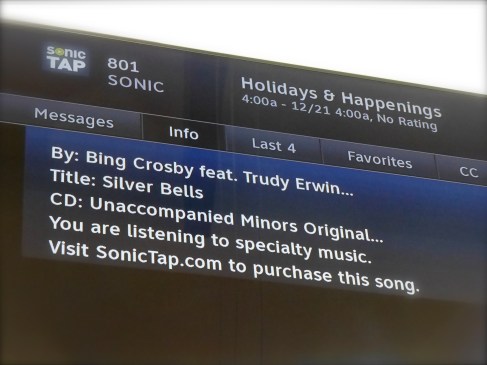 SONIC TAP
801
SONIC
Holidays & Happenings
4:00a - 12/21 4:00a, No Rating
Messages Info Last 4 Favorites CC
By: Bing Crosby feat. Trudy Erwin...
Title: Silver Bells
CD: Unaccompanied Minors Original...
You are listening to specialty music.
Visit SonicTap.com to purchase this song.